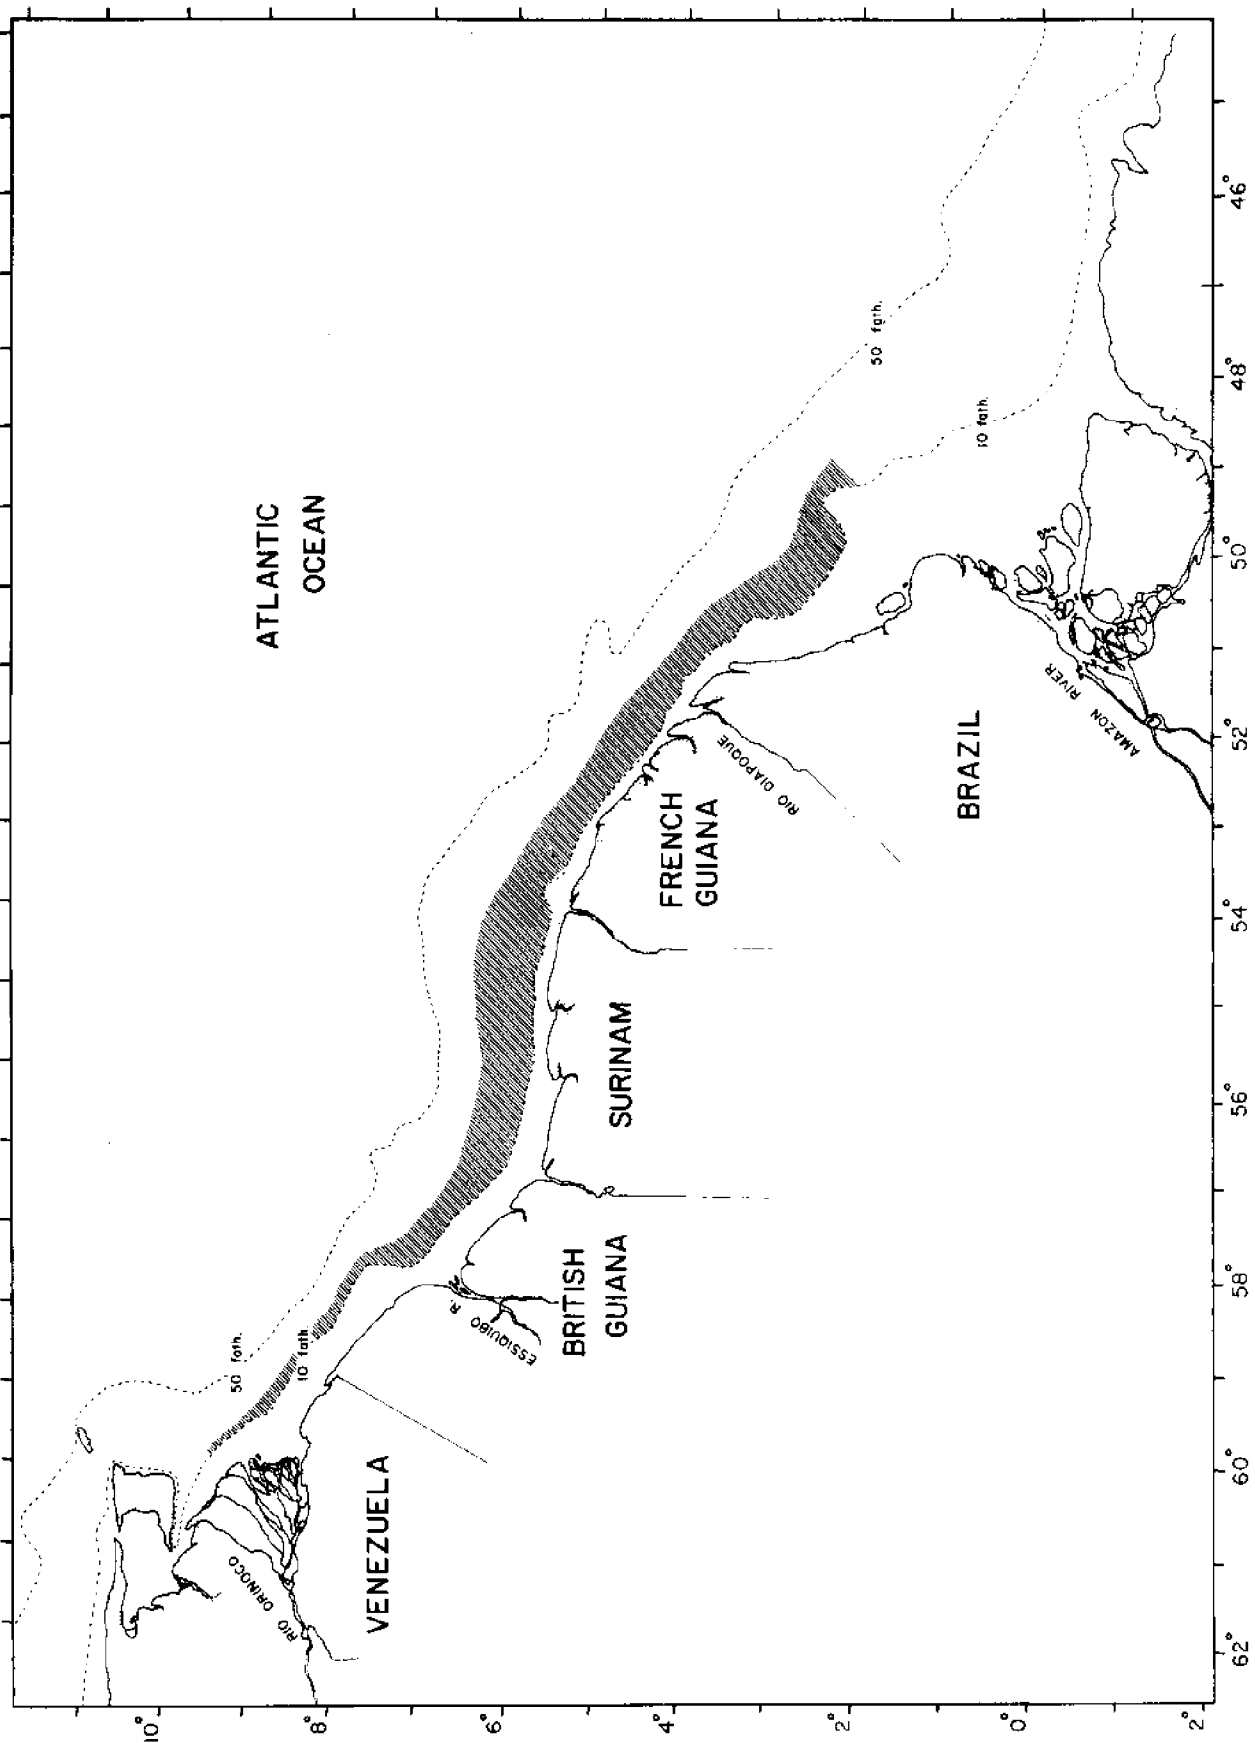 ATLANTIC
OCEAN
50 fath.
10 fath.
50 fath.
10 fath.
RIO ORINOCO
VENEZUELA
ESSIQUIBO R.
BRITISH
GUIANA
SURINAM
FRENCH
GUIANA
RIO DIAPOQUE
BRAZIL
AMAZON RIVER
10°
8°
6°
4°
2°
0°
2°
62°
60°
58°
56°
54°
52°
50°
48°
46°